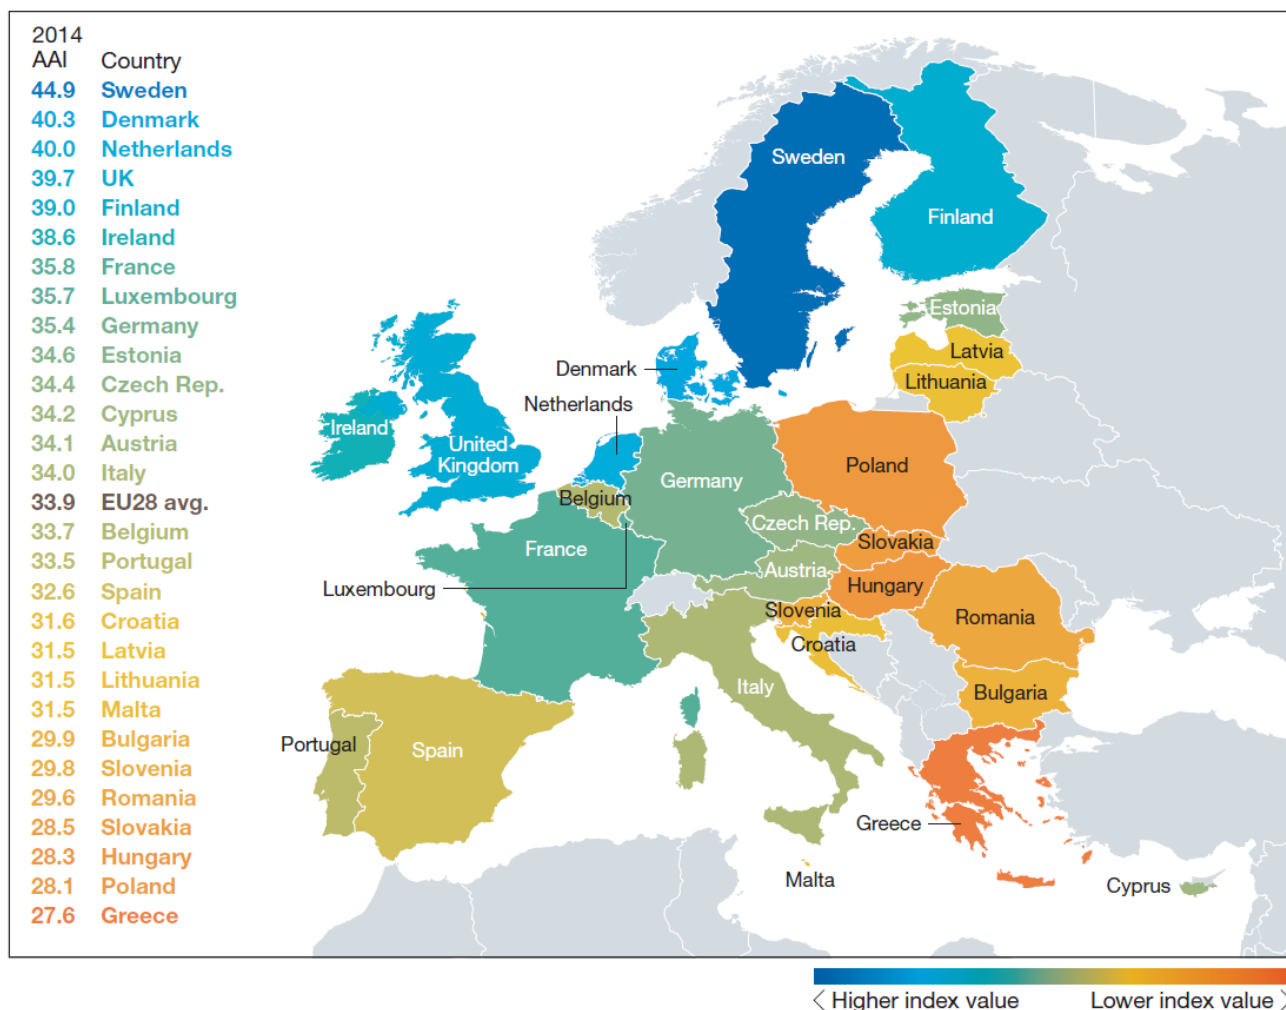 2014
AAI Country
44.9 Sweden
40.3 Denmark
40.0 Netherlands
39.7 UK
39.0 Finland
38.6 Ireland
35.8 France
35.7 Luxembourg
35.4 Germany
34.6 Estonia
34.4 Czech Rep.
34.2 Cyprus
34.1 Austria
34.0 Italy
33.9 EU28 avg.
33.7 Belgium
33.5 Portugal
32.6 Spain
31.6 Croatia
31.5 Latvia
31.5 Lithuania
31.5 Malta
29.9 Bulgaria
29.8 Slovenia
29.6 Romania
28.5 Slovakia
28.3 Hungary
28.1 Poland
27.6 Greece
Sweden
Finland
Estonia
Latvia
Lithuania
Denmark
Netherlands
Ireland
United
Kingdom
Poland
Germany
Belgium
Czech Rep.
Slovakia
France
Austria
Hungary
Luxembourg
Slovenia
Romania
Croatia
Italy
Bulgaria
Portugal
Spain
Greece
Malta
Cyprus
Higher index value
Lower index value